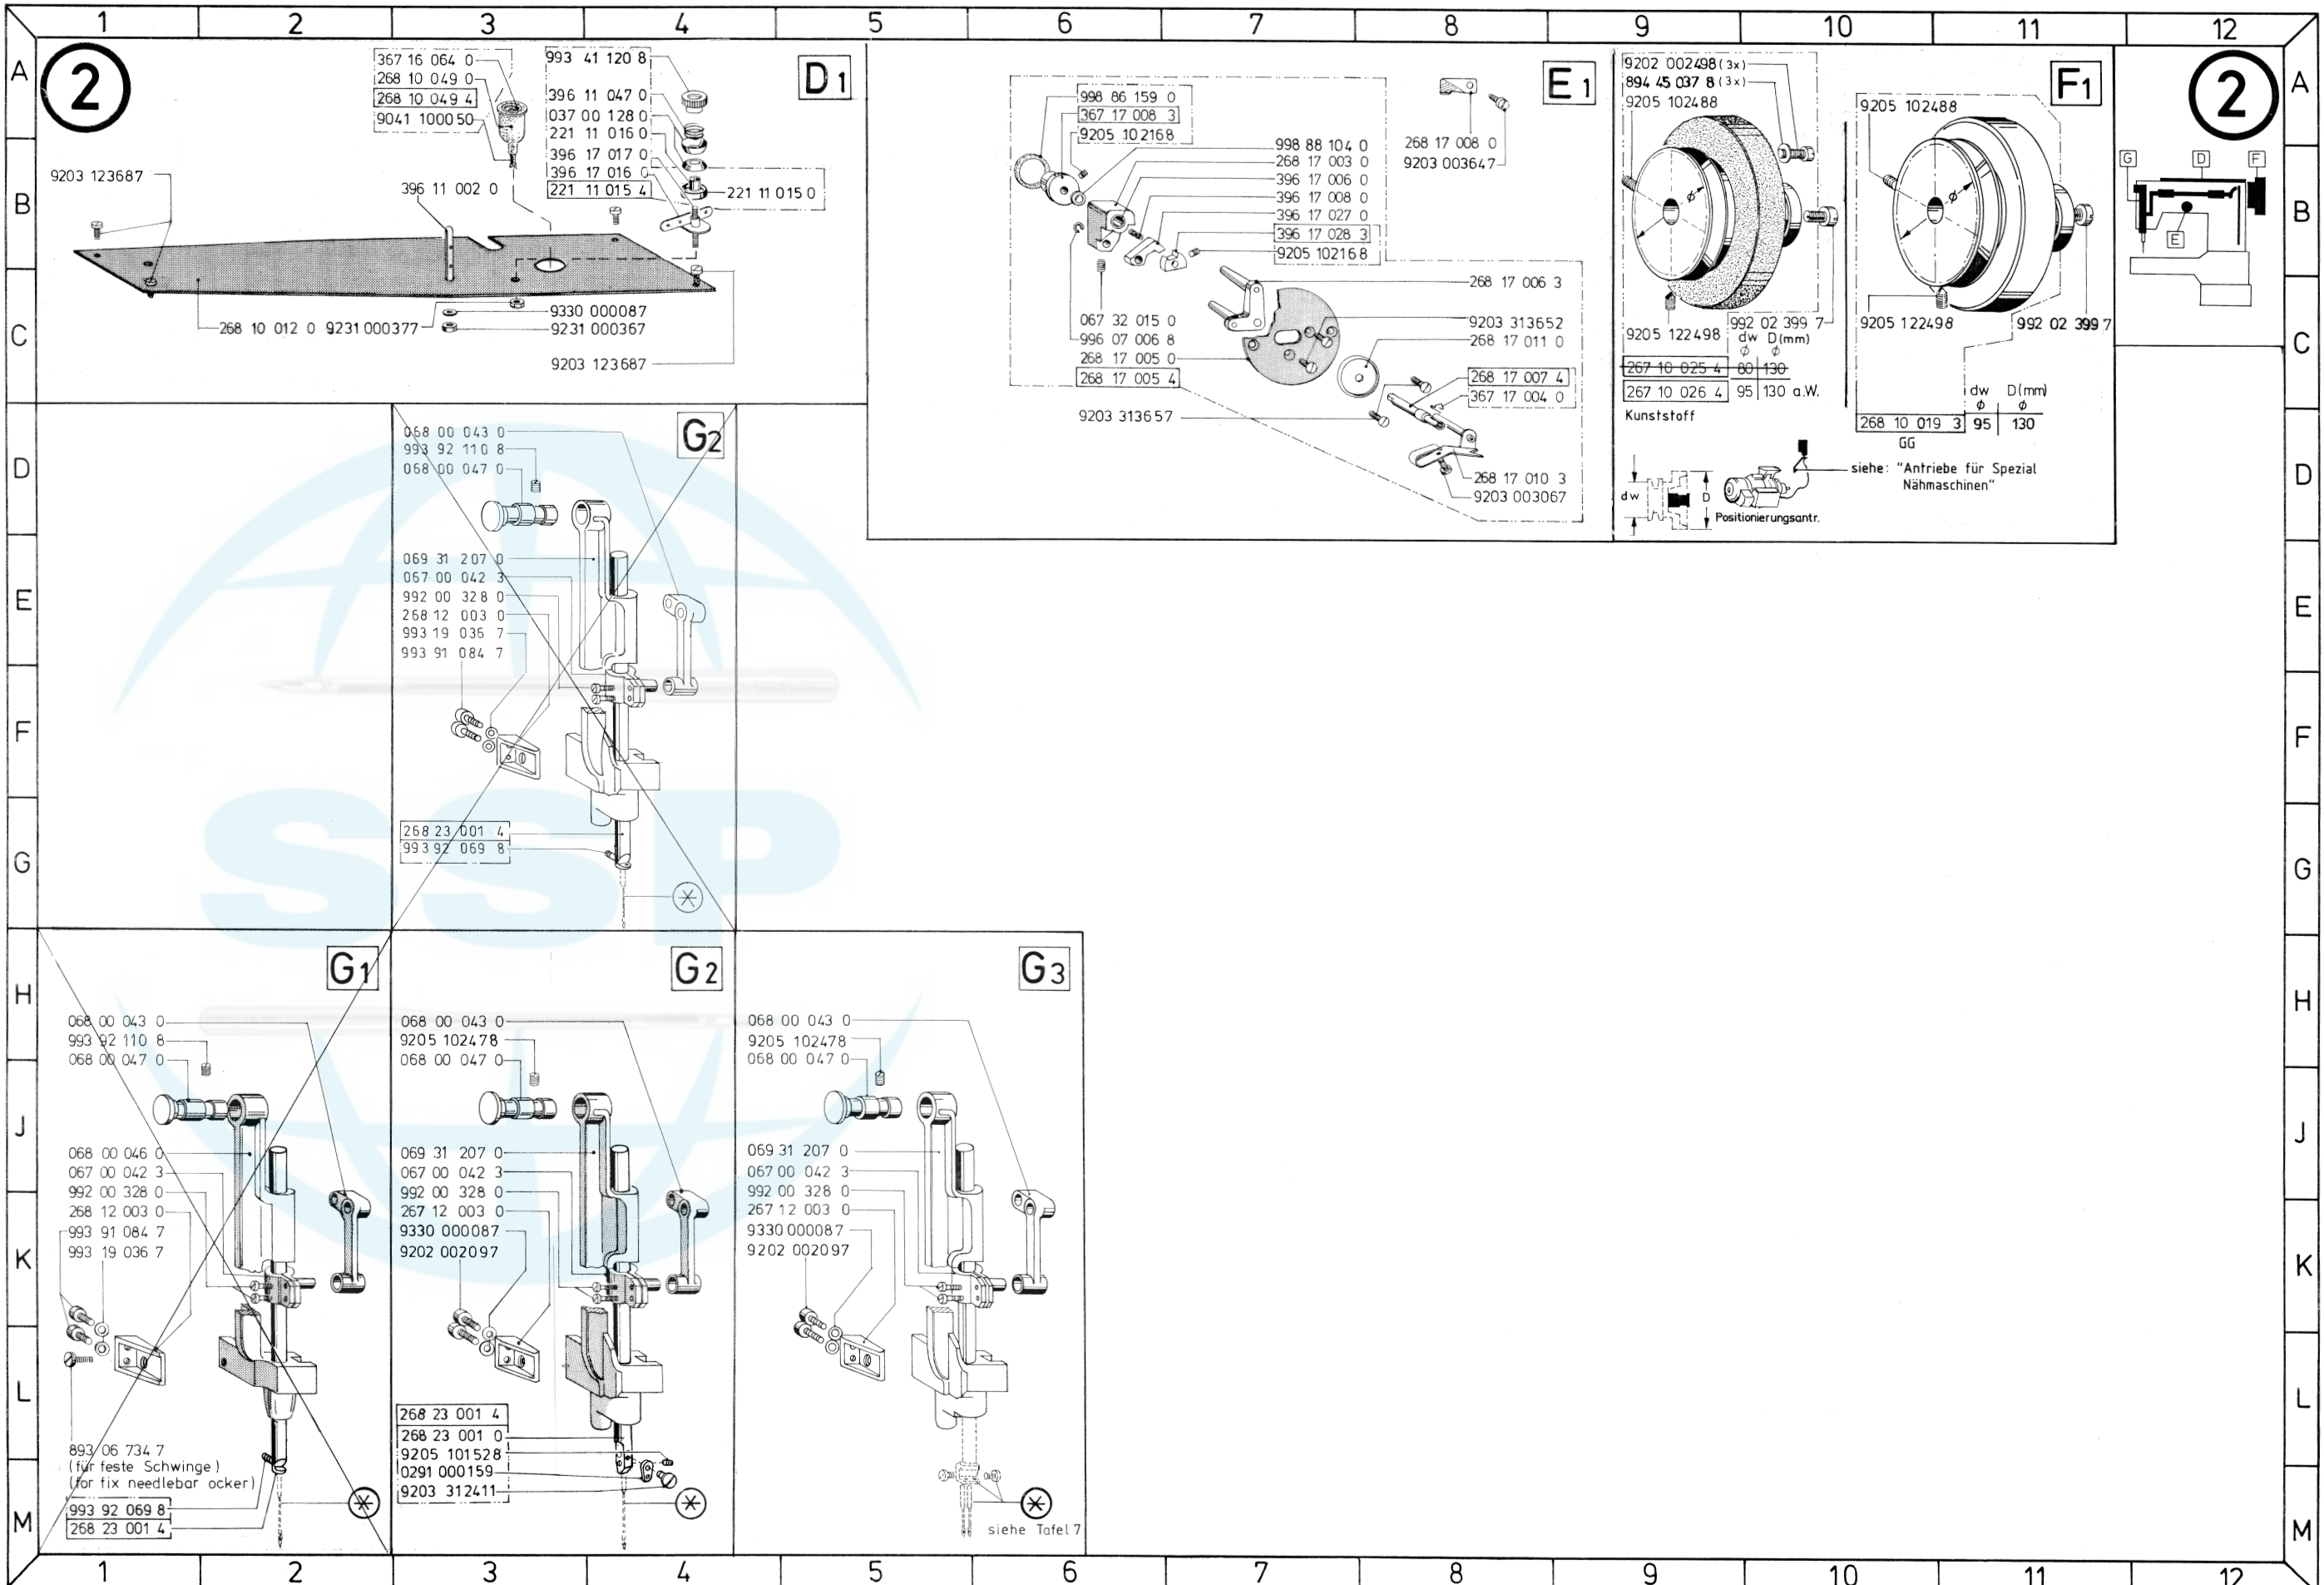 1 2 3 4 5 6 7 8 9 10 11 12
A
B
C
D
E
F
G
H
J
K
L
M
2
D1
367 16 064 0
268 10 049 0
268 10 049 4
9041 100050
993 41 120 8
396 11 047 0
037 00 128 0
221 11 016 0
396 17 017 0
396 17 016 0
221 11 015 4
221 11 015 0
9203 123687
396 11 002 0
268 10 012 0
9231 000377
9330 000087
9231 000367
9203 123687
E1
998 86 159 0
367 17 008 3
9205 102168
998 88 104 0
268 17 003 0
396 17 006 0
396 17 008 0
396 17 027 0
396 17 028 3
9205 102168
268 17 008 0
9203 003647
067 32 015 0
996 07 006 8
268 17 005 0
268 17 005 4
9203 313657
268 17 006 3
9203 313652
268 17 011 0
268 17 007 4
367 17 004 0
268 17 010 3
9203 003067
F1
9202 002498 (3x)
894 45 037 8 (3x)
9205 102488
ø
9205 122498
992 02 399 7
dw D(mm)
ø ø
267 10 025 4 80 130
267 10 026 4 95 130 a.W.
Kunststoff
9205 102488
ø
9205 122498
992 02 399 7
dw D(mm)
ø ø
268 10 019 3 95 130
GG
dw
D
Positionierungsantr.
siehe: "Antriebe für Spezial
Nähmaschinen"
2
G D F
E
G2
068 00 043 0
993 92 110 8
068 00 047 0
069 31 207 0
067 00 042 3
992 00 328 0
268 12 003 0
993 19 036 7
993 91 084 7
268 23 001 4
993 92 069 8
SSP
G1
068 00 043 0
993 92 110 8
068 00 047 0
068 00 046 0
067 00 042 3
992 00 328 0
268 12 003 0
993 91 084 7
993 19 036 7
893 06 734 7
(für feste Schwinge)
(for fix needlebar ocker)
993 92 069 8
268 23 001 4
G2
068 00 043 0
9205 102478
068 00 047 0
069 31 207 0
067 00 042 3
992 00 328 0
267 12 003 0
9330 000087
9202 002097
268 23 001 4
268 23 001 0
9205 101528
0291 000159
9203 312411
G3
068 00 043 0
9205 102478
068 00 047 0
069 31 207 0
067 00 042 3
992 00 328 0
267 12 003 0
9330 000087
9202 002097
siehe Tafel 7
A
B
C
D
E
F
G
H
J
K
L
M
1 2 3 4 5 6 7 8 9 10 11 12